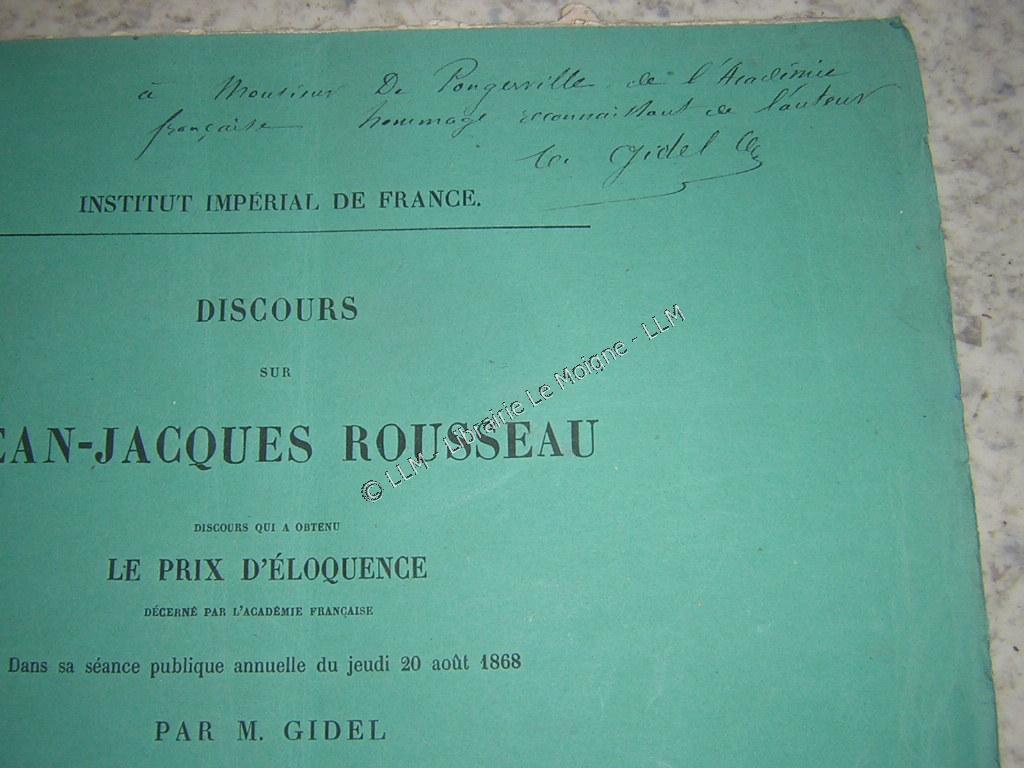 à Monsieur De Pongerville de l'Académie
française hommage reconnaissant de l'auteur
Gidel
INSTITUT IMPÉRIAL DE FRANCE.
DISCOURS
SUR
EAN-JACQUES ROUSSEAU
DISCOURS QUI A OBTENU
LE PRIX D'ÉLOQUENCE
DÉCERNÉ PAR L'ACADÉMIE FRANÇAISE
Dans sa séance publique annuelle du jeudi 20 août 1868
PAR M. GIDEL
© LLM - Librairie Le Moigne - LLM